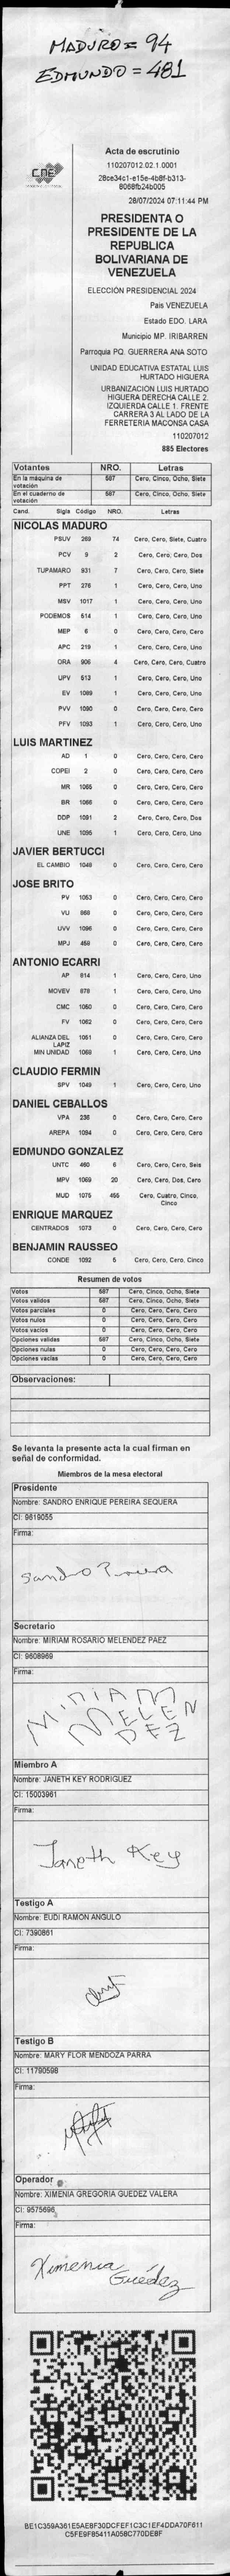 MADURO = 94
EDMUNDO = 481
CNE
Acta de escrutinio
110207012.02.1.0001
28ce34c1-e15e-4b8f-b313-
8068fb24b005
28/07/2024 07:11:44 PM
PRESIDENTA O
PRESIDENTE DE LA
REPUBLICA
BOLIVARIANA DE
VENEZUELA
ELECCIÓN PRESIDENCIAL 2024
País VENEZUELA
Estado EDO. LARA
Municipio MP. IRIBARREN
Parroquia PQ. GUERRERA ANA SOTO
UNIDAD EDUCATIVA ESTATAL LUIS
HURTADO HIGUERA
URBANIZACION LUIS HURTADO
HIGUERA DERECHA CALLE 2.
IZQUIERDA CALLE 1. FRENTE
CARRERA 3 AL LADO DE LA
FERRETERIA MACONSA CASA
110207012
885 Electores
Votantes NRO. Letras
En la máquina de votación 587 Cero, Cinco, Ocho, Siete
En el cuaderno de votación 587 Cero, Cinco, Ocho, Siete
Cand. Sigla Código NRO. Letras
NICOLAS MADURO
PSUV 269 74 Cero, Cero, Siete, Cuatro
PCV 9 2 Cero, Cero, Cero, Dos
TUPAMARO 931 7 Cero, Cero, Cero, Siete
PPT 276 1 Cero, Cero, Cero, Uno
MSV 1017 1 Cero, Cero, Cero, Uno
PODEMOS 514 1 Cero, Cero, Cero, Uno
MEP 6 0 Cero, Cero, Cero, Cero
APC 219 1 Cero, Cero, Cero, Uno
ORA 906 4 Cero, Cero, Cero, Cuatro
UPV 613 1 Cero, Cero, Cero, Uno
EV 1089 1 Cero, Cero, Cero, Uno
PVV 1090 0 Cero, Cero, Cero, Cero
PFV 1093 1 Cero, Cero, Cero, Uno
LUIS MARTINEZ
AD 1 0 Cero, Cero, Cero, Cero
COPEI 2 0 Cero, Cero, Cero, Cero
MR 1065 0 Cero, Cero, Cero, Cero
BR 1066 0 Cero, Cero, Cero, Cero
DDP 1091 2 Cero, Cero, Cero, Dos
UNE 1095 1 Cero, Cero, Cero, Uno
JAVIER BERTUCCI
EL CAMBIO 1048 0 Cero, Cero, Cero, Cero
JOSE BRITO
PV 1053 0 Cero, Cero, Cero, Cero
VU 868 0 Cero, Cero, Cero, Cero
UVV 1096 0 Cero, Cero, Cero, Cero
MPJ 459 0 Cero, Cero, Cero, Cero
ANTONIO ECARRI
AP 814 1 Cero, Cero, Cero, Uno
MOVEV 878 1 Cero, Cero, Cero, Uno
CMC 1050 0 Cero, Cero, Cero, Cero
FV 1062 0 Cero, Cero, Cero, Cero
ALIANZA DEL LAPIZ 1051 0 Cero, Cero, Cero, Cero
MIN UNIDAD 1069 1 Cero, Cero, Cero, Uno
CLAUDIO FERMIN
SPV 1049 1 Cero, Cero, Cero, Uno
DANIEL CEBALLOS
VPA 236 0 Cero, Cero, Cero, Cero
AREPA 1094 0 Cero, Cero, Cero, Cero
EDMUNDO GONZALEZ
UNTC 460 6 Cero, Cero, Cero, Seis
MPV 1069 20 Cero, Cero, Dos, Cero
MUD 1075 455 Cero, Cuatro, Cinco, Cinco
ENRIQUE MARQUEZ
CENTRADOS 1073 0 Cero, Cero, Cero, Cero
BENJAMIN RAUSSEO
CONDE 1092 5 Cero, Cero, Cero, Cinco
Resumen de votos
Votos 587 Cero, Cinco, Ocho, Siete
Votos validos 587 Cero, Cinco, Ocho, Siete
Votos parciales 0 Cero, Cero, Cero, Cero
Votos nulos 0 Cero, Cero, Cero, Cero
Votos vacios 0 Cero, Cero, Cero, Cero
Opciones validas 587 Cero, Cinco, Ocho, Siete
Opciones nulas 0 Cero, Cero, Cero, Cero
Opciones vacias 0 Cero, Cero, Cero, Cero
Observaciones:
Se levanta la presente acta la cual firman en
señal de conformidad.
Miembros de la mesa electoral
Presidente
Nombre: SANDRO ENRIQUE PEREIRA SEQUERA
CI: 9619055
Firma:
Sandro Pereira
Secretario
Nombre: MIRIAM ROSARIO MELENDEZ PAEZ
CI: 9608969
Firma:
MIRIAM
MELEN
DEZ
Miembro A
Nombre: JANETH KEY RODRIGUEZ
CI: 15003961
Firma:
Janeth Key
Testigo A
Nombre: EUDI RAMON ANGULO
CI: 7390861
Firma:
Testigo B
Nombre: MARY FLOR MENDOZA PARRA
CI: 11790598
Firma:
Operador
Nombre: XIMENIA GREGORIA GUEDEZ VALERA
CI: 9575696
Firma:
Ximenia
Guédez
BE1C359A361E5AE8F30DCFEF1C3C1EF4DDA70F611
C5FE9F85411A058C770DEBF